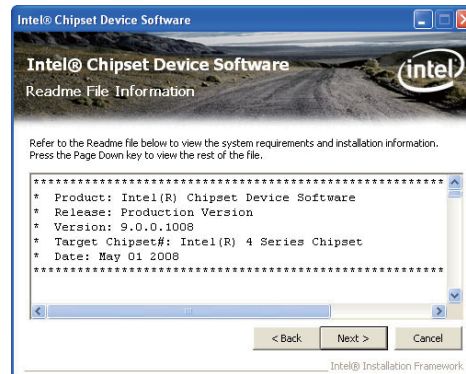 Intel® Chipset Device Software
Intel® Chipset Device Software
Readme File Information
intel
Refer to the Readme file below to view the system requirements and installation information.
Press the Page Down key to view the rest of the file.
************************************************************
* Product: Intel(R) Chipset Device Software
* Release: Production Version
* Version: 9.0.0.1008
* Target Chipset#: Intel(R) 4 Series Chipset
* Date: May 01 2008
************************************************************
< Back
Next >
Cancel
Intel® Installation Framework